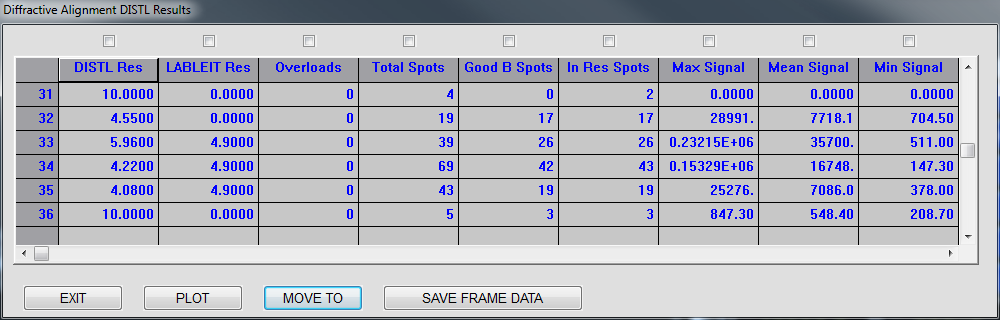 Diffractive Alignment DISTL Results
DISTL Res LABLEIT Res Overloads Total Spots Good B Spots In Res Spots Max Signal Mean Signal Min Signal
31 10.0000 0.0000 0 4 0 2 0.0000 0.0000 0.0000
32 4.5500 0.0000 0 19 17 17 28991. 7718.1 704.50
33 5.9600 4.9000 0 39 26 26 0.23215E+06 35700. 511.00
34 4.2200 4.9000 0 69 42 43 0.15329E+06 16748. 147.30
35 4.0800 4.9000 0 43 19 19 25276. 7086.0 378.00
36 10.0000 0.0000 0 5 3 3 847.30 548.40 208.70
EXIT PLOT MOVE TO SAVE FRAME DATA